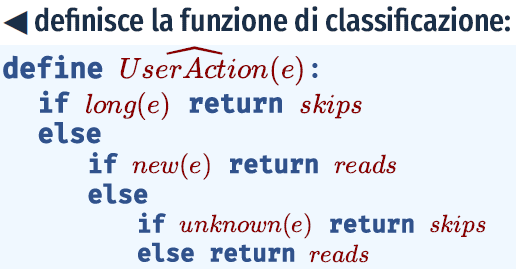 ◀ definisce la funzione di classificazione:
define \widehat{UserAction}(e):
if long(e) return skips
else
if new(e) return reads
else
if unknown(e) return skips
else return reads